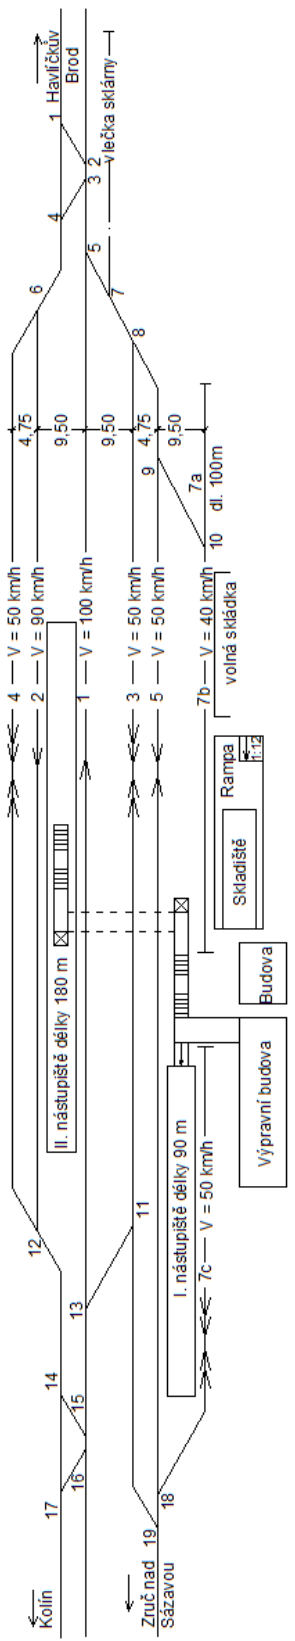 Kolín
17
16
15
14
12
13
4 V = 50 km/h
2 V = 90 km/h
II. nástupiště délky 180 m
1 V = 100 km/h
4,75
9,50
9,50
4,75
9,50
6
4
1
Havlíčkův
Brod
5
3
2
vlečka sklárny
7
8
11
3 V = 50 km/h
5 V = 50 km/h
Zruč nad
Sázavou
19
18
I. nástupiště délky 90 m
7c V = 50 km/h
9
7b V = 40 km/h
10
7a
dl. 100m
Výpravní budova
Budova
Rampa
1:12
Skladiště
volná skládka